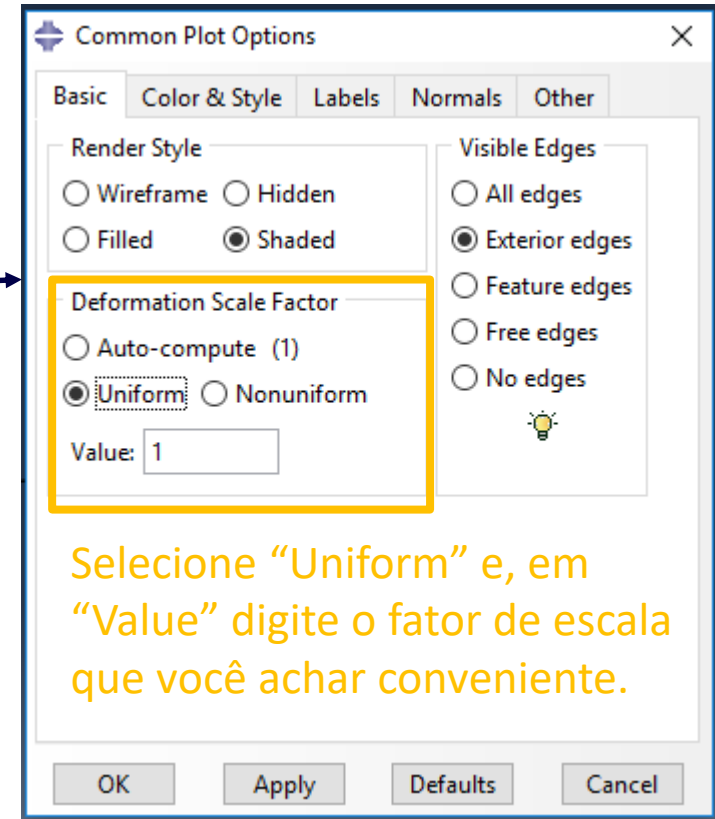 Common Plot Options
Basic Color & Style Labels Normals Other
Render Style
Wireframe Hidden
Filled Shaded
Deformation Scale Factor
Auto-compute (1)
Uniform Nonuniform
Value: 1
Visible Edges
All edges
Exterior edges
Feature edges
Free edges
No edges
Selecione “Uniform” e, em
“Value” digite o fator de escala
que você achar conveniente.
OK Apply Defaults Cancel